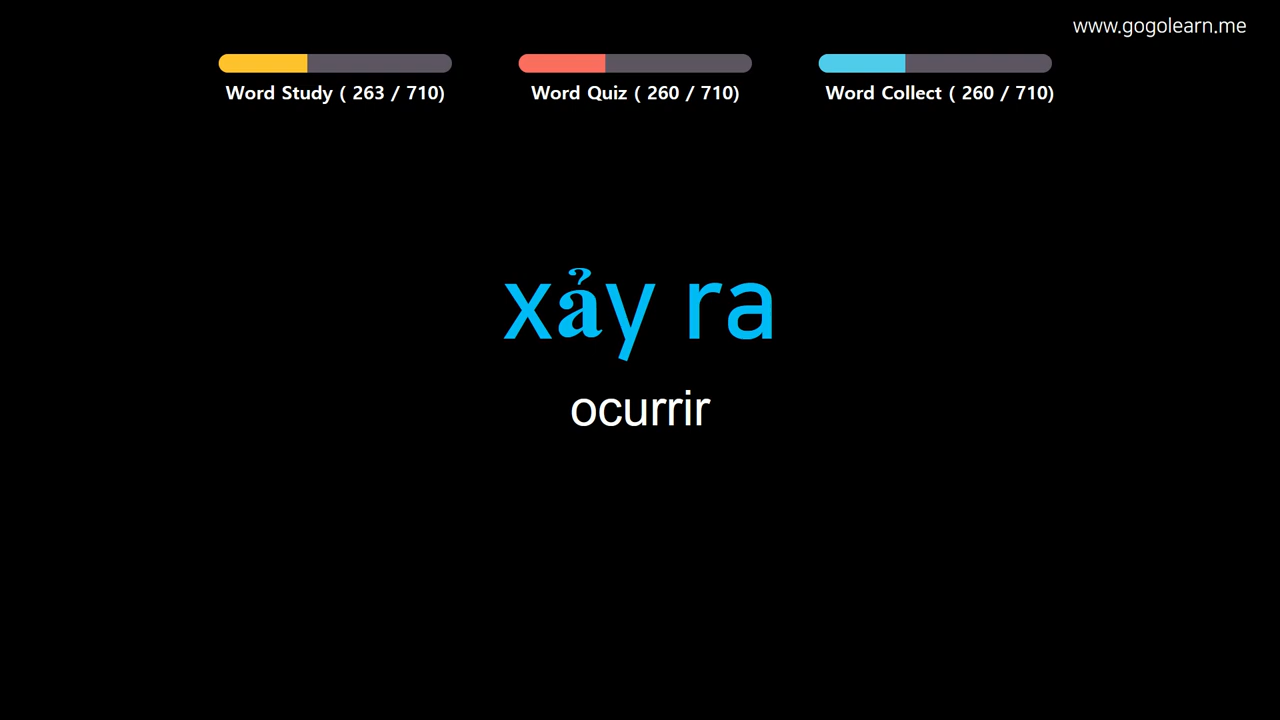 www.gogolearn.me
Word Study ( 263 / 710)
Word Quiz ( 260 / 710)
Word Collect ( 260 / 710)
xảy ra
ocurrir